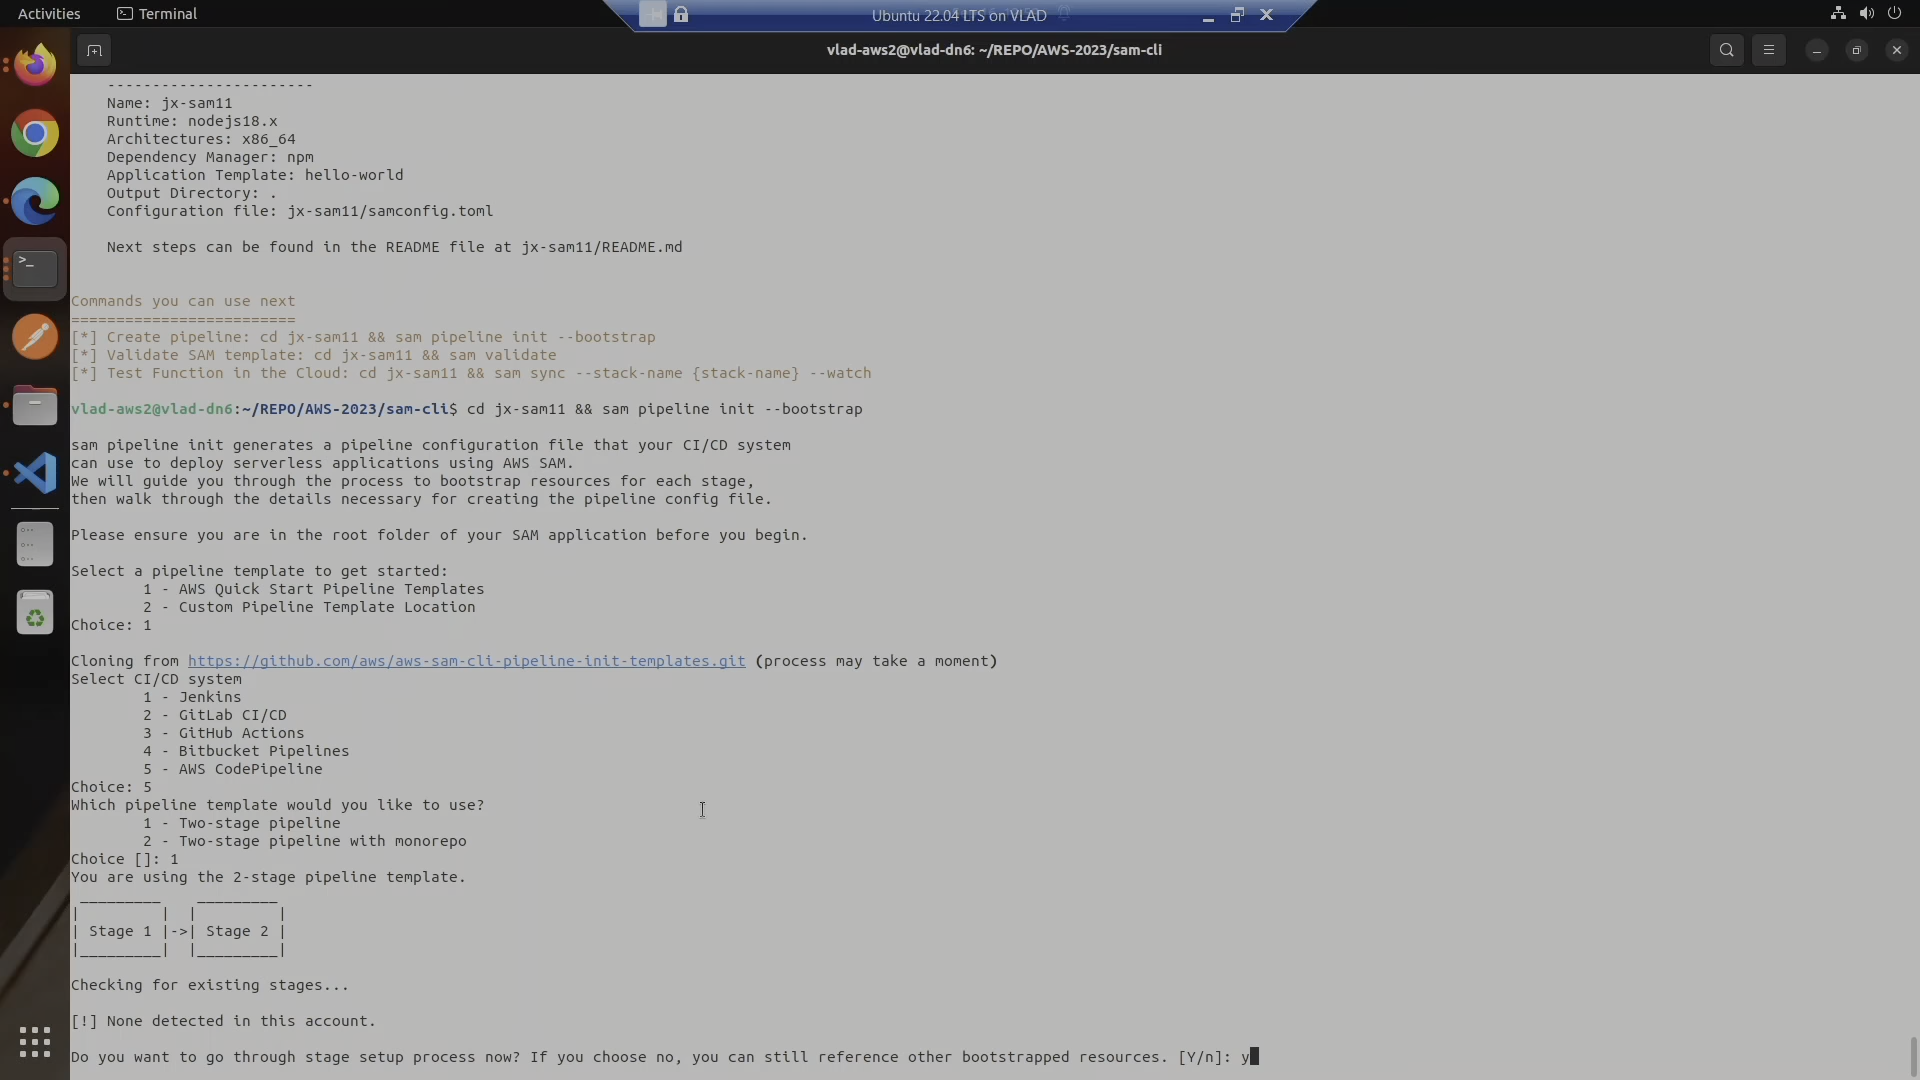 Activities
Terminal
Ubuntu 22.04 LTS on VLAD
vlad-aws2@vlad-dn6: ~/REPO/AWS-2023/sam-cli
-----------------------
Name: jx-sam11
Runtime: nodejs18.x
Architectures: x86_64
Dependency Manager: npm
Application Template: hello-world
Output Directory: .
Configuration file: jx-sam11/samconfig.toml
Next steps can be found in the README file at jx-sam11/README.md
Commands you can use next
=========================
[*] Create pipeline: cd jx-sam11 && sam pipeline init --bootstrap
[*] Validate SAM template: cd jx-sam11 && sam validate
[*] Test Function in the Cloud: cd jx-sam11 && sam sync --stack-name {stack-name} --watch
vlad-aws2@vlad-dn6:~/REPO/AWS-2023/sam-cli$ cd jx-sam11 && sam pipeline init --bootstrap
sam pipeline init generates a pipeline configuration file that your CI/CD system
can use to deploy serverless applications using AWS SAM.
We will guide you through the process to bootstrap resources for each stage,
then walk through the details necessary for creating the pipeline config file.
Please ensure you are in the root folder of your SAM application before you begin.
Select a pipeline template to get started:
1 - AWS Quick Start Pipeline Templates
2 - Custom Pipeline Template Location
Choice: 1
Cloning from https://github.com/aws/aws-sam-cli-pipeline-init-templates.git (process may take a moment)
Select CI/CD system
1 - Jenkins
2 - GitLab CI/CD
3 - GitHub Actions
4 - Bitbucket Pipelines
5 - AWS CodePipeline
Choice: 5
Which pipeline template would you like to use?
1 - Two-stage pipeline
2 - Two-stage pipeline with monorepo
Choice []: 1
You are using the 2-stage pipeline template.
 _________    _________
|         |  |         |
| Stage 1 |->| Stage 2 |
|_________|  |_________|
Checking for existing stages...
[!] None detected in this account.
Do you want to go through stage setup process now? If you choose no, you can still reference other bootstrapped resources. [Y/n]: y